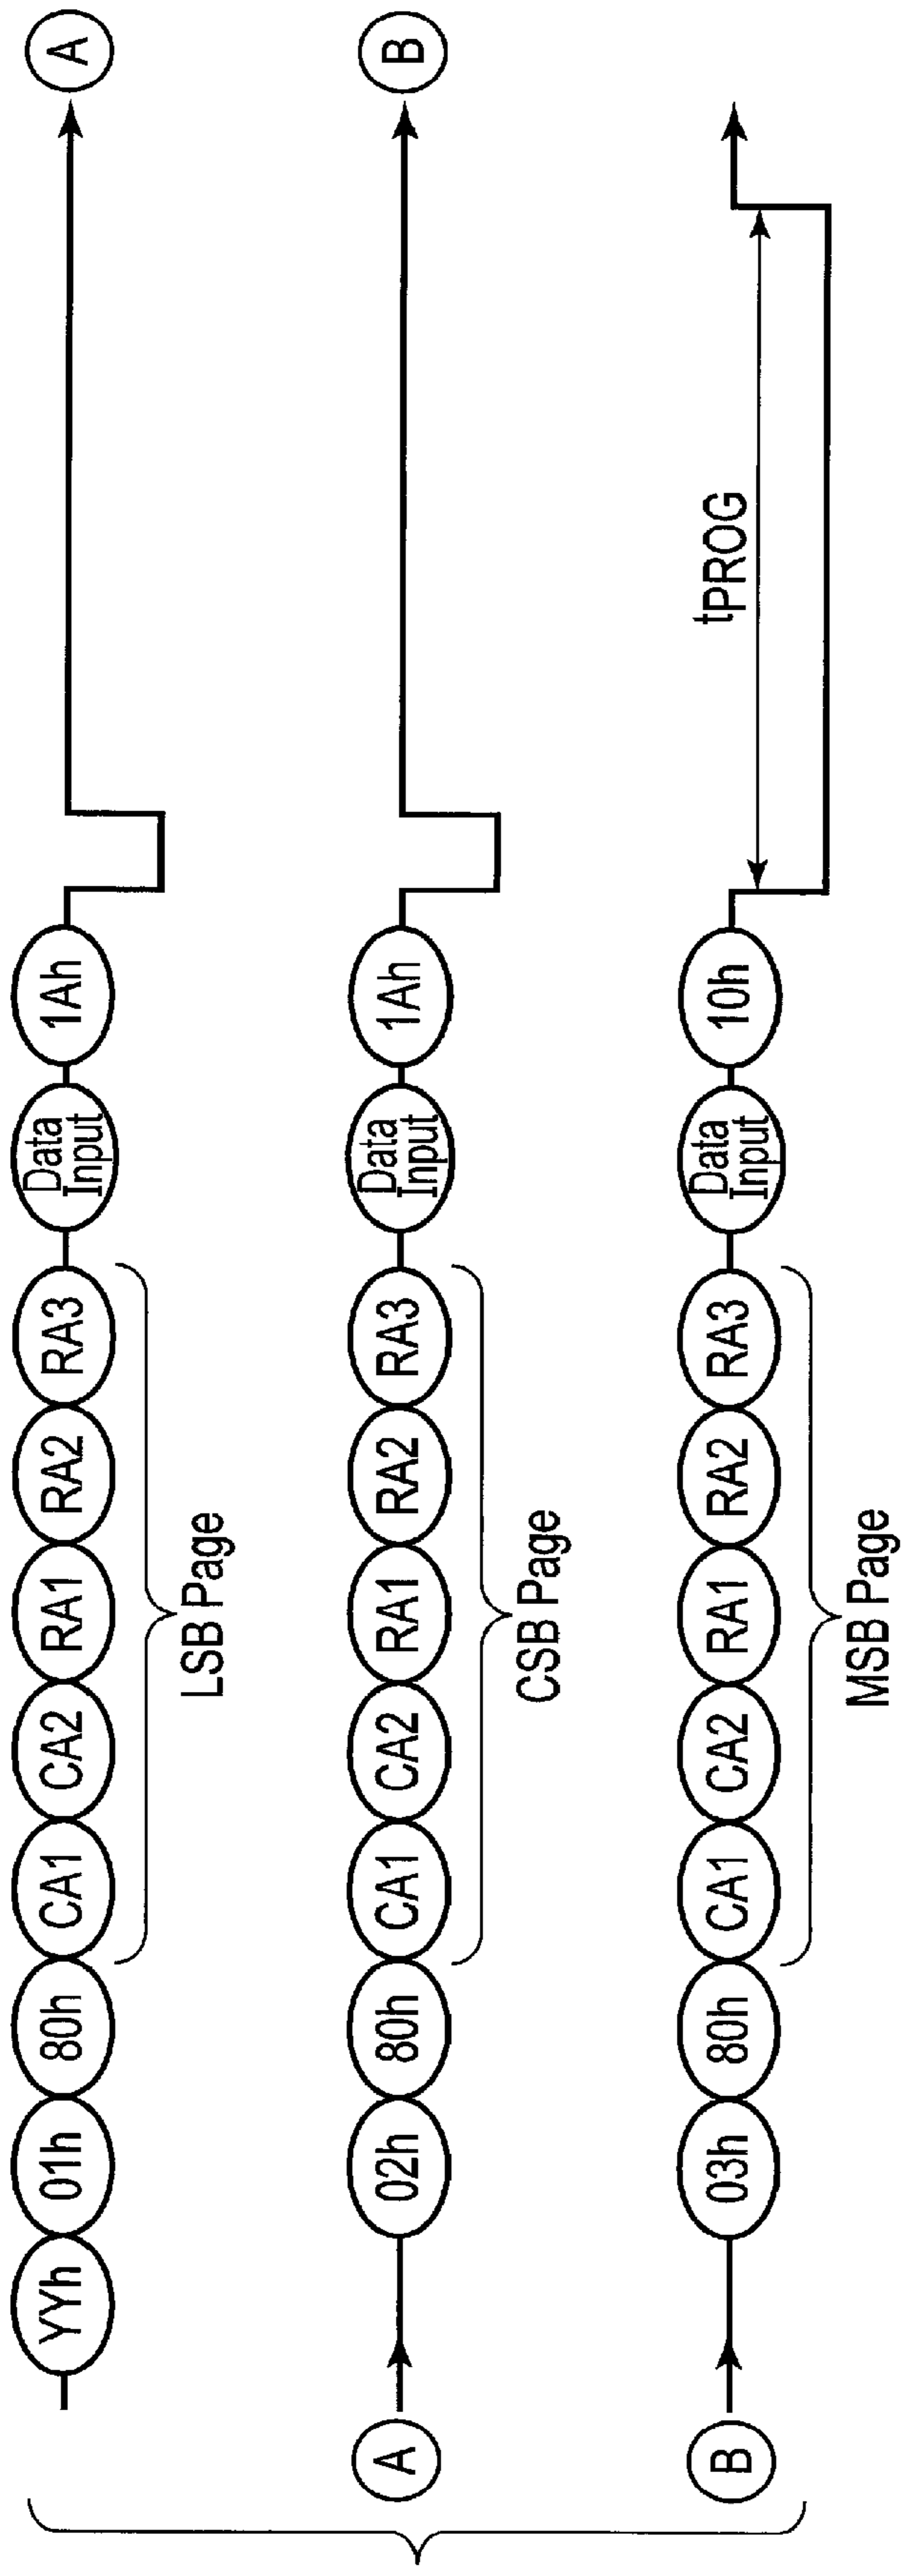 YYh 01h 80h CA1 CA2 RA1 RA2 RA3 Data Input 1Ah A
LSB Page
A 02h 80h CA1 CA2 RA1 RA2 RA3 Data Input 1Ah B
CSB Page
B 03h 80h CA1 CA2 RA1 RA2 RA3 Data Input 10h tPROG
MSB Page